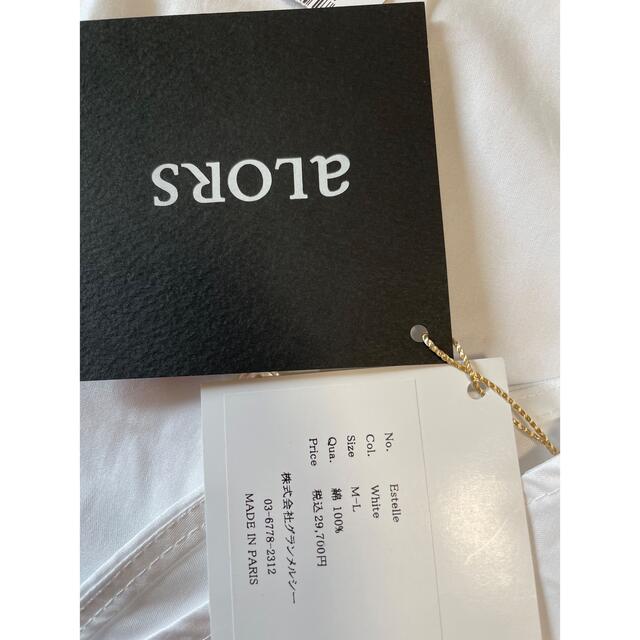 aLORS
No. Estelle
Col. White
Size M-L
Qua. 綿 100%
Price 税込 29,700円
株式会社グランメルシー
03-6778-2312
MADE IN PARIS